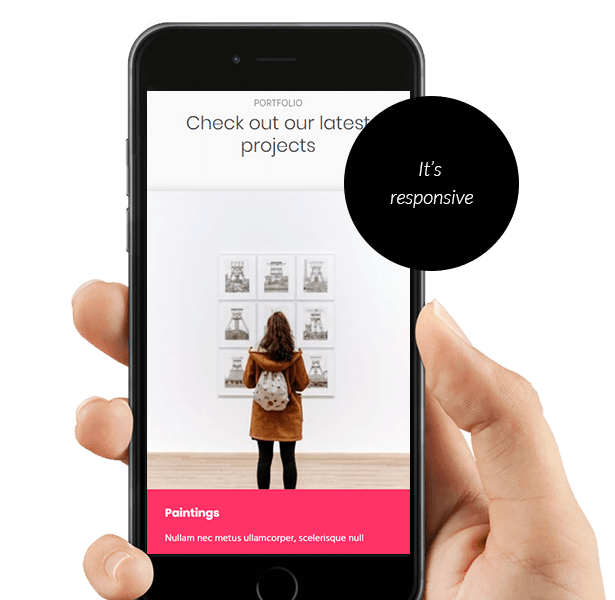 PORTFOLIO
Check out our latest
projects
It's
responsive
Paintings
Nullam nec metus ullamcorper, scelerisque null